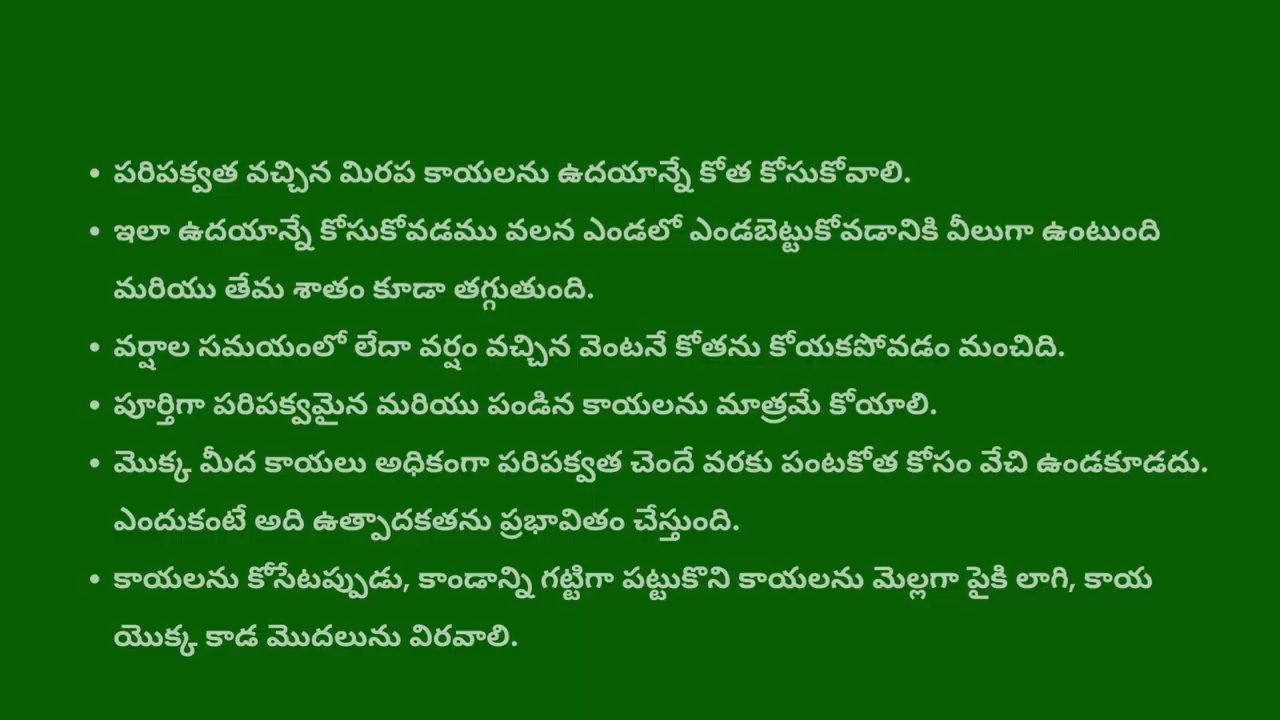 • పరిపక్వత వచ్చిన మిరప కాయలను ఉదయాన్నే కోత కోసుకోవాలి.
• ఇలా ఉదయాన్నే కోసుకోవడము వలన ఎండలో ఎండబెట్టుకోవడానికి వీలుగా ఉంటుంది
మరియు తేమ శాతం కూడా తగ్గుతుంది.
• వర్షాల సమయంలో లేదా వర్షం వచ్చిన వెంటనే కోతను కోయకపోవడం మంచిది.
• పూర్తిగా పరిపక్వమైన మరియు పండిన కాయలను మాత్రమే కోయాలి.
• మొక్క మీద కాయలు అధికంగా పరిపక్వత చెందే వరకు పంటకోత కోసం వేచి ఉండకూడదు.
ఎందుకంటే అది ఉత్పాదకతను ప్రభావితం చేస్తుంది.
• కాయలను కోసేటప్పుడు, కాండాన్ని గట్టిగా పట్టుకొని కాయలను మెల్లగా పైకి లాగి, కాయ
యొక్క కాడ మొదలును విరవాలి.